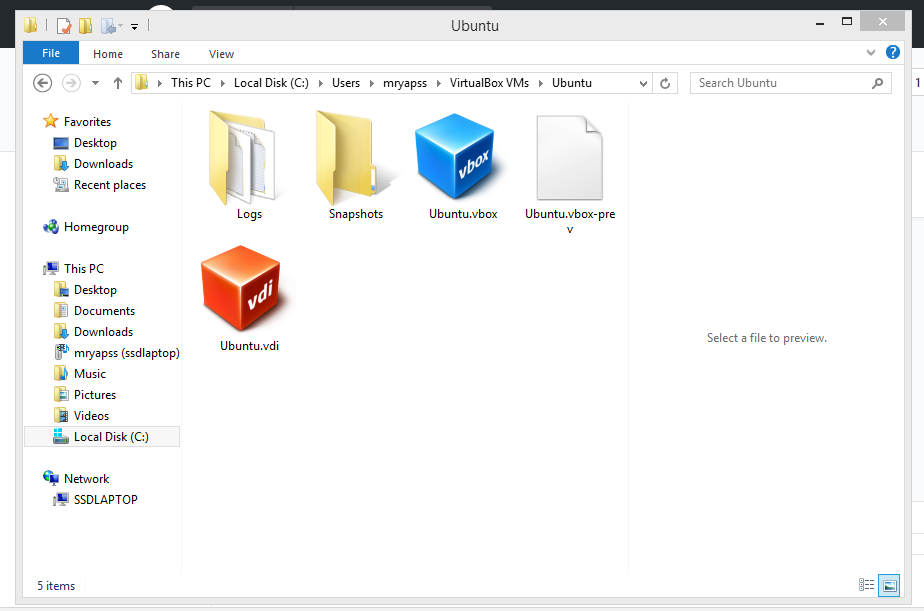 Ubuntu
File Home Share View
This PC Local Disk (C:) Users mryapss VirtualBox VMs Ubuntu
Search Ubuntu
1
Favorites
Desktop
Downloads
Recent places
Homegroup
This PC
Desktop
Documents
Downloads
mryapss (ssdlaptop)
Music
Pictures
Videos
Local Disk (C:)
Network
SSDLAPTOP
Logs
Snapshots
vbox
Ubuntu.vbox
Ubuntu.vbox-pre
v
vdi
Ubuntu.vdi
Select a file to preview.
5 items